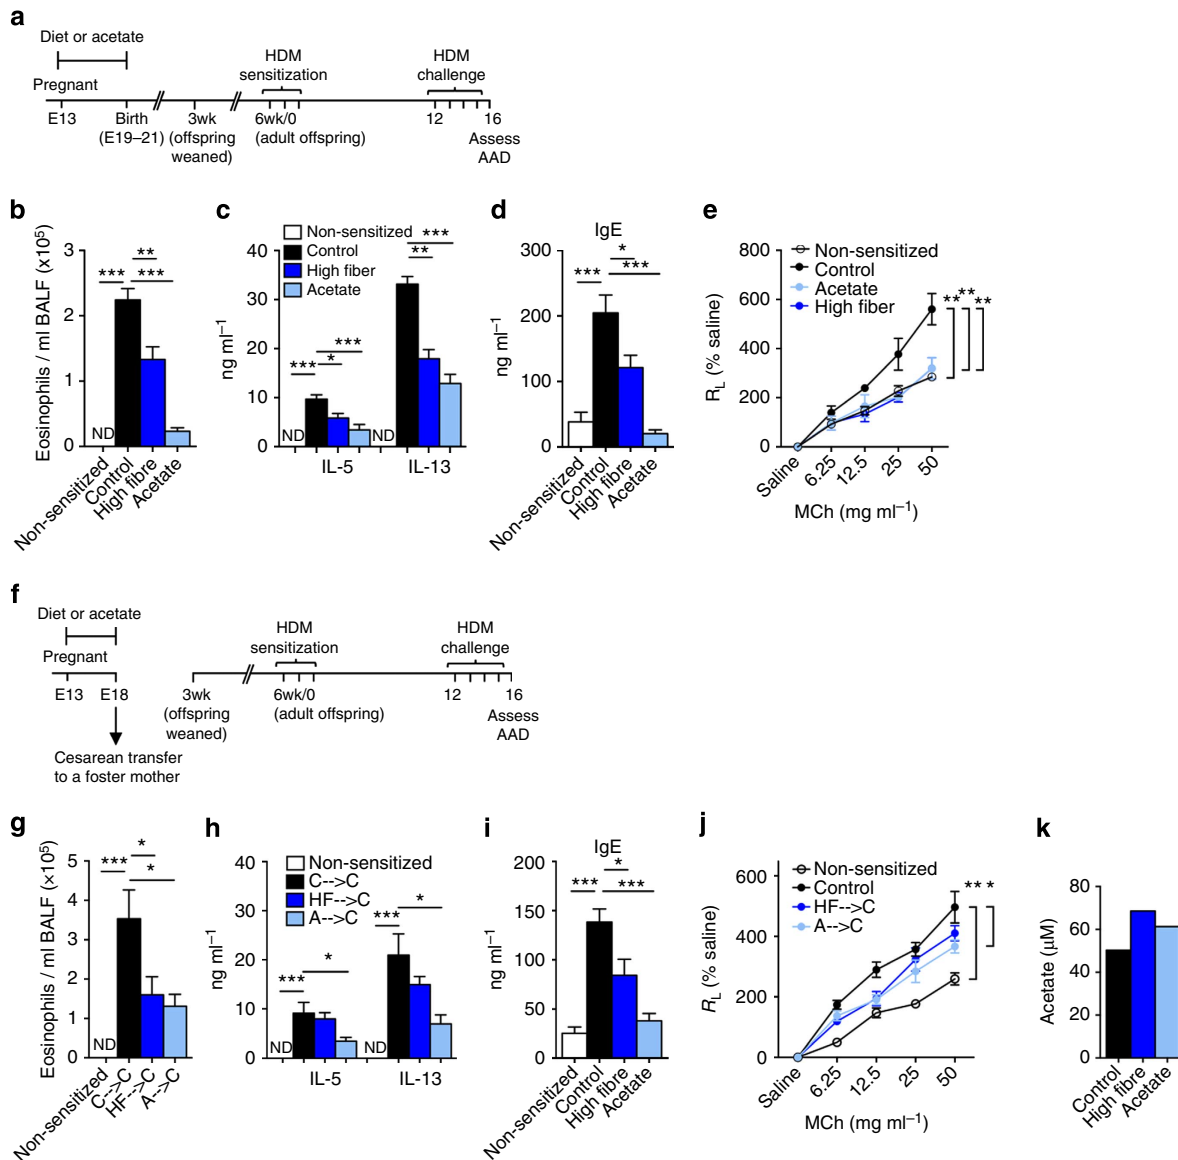 a
Diet or acetate
Pregnant
HDM
sensitization
HDM
challenge
E13
Birth
(E19–21)
3wk
(offspring
weaned)
6wk/0
(adult offspring)
12
16
Assess
AAD
b
Eosinophils / ml BALF (x10⁵)
3
2
1
0
***
**
***
ND
Non-sensitized
Control
High fibre
Acetate
c
Non-sensitized
Control
High fiber
Acetate
ng ml⁻¹
40
30
20
10
0
***
*
***
**
***
ND
ND
IL-5
IL-13
d
IgE
ng ml⁻¹
300
200
100
0
***
*
***
Non-sensitized
Control
High fibre
Acetate
e
Non-sensitized
Control
Acetate
High fiber
R_L (% saline)
800
600
400
200
0
**
**
**
Saline
6.25
12.5
25
50
MCh (mg ml⁻¹)
f
Diet or acetate
Pregnant
HDM
sensitization
HDM
challenge
E13
E18
3wk
(offspring
weaned)
6wk/0
(adult offspring)
12
16
Assess
AAD
Cesarean transfer
to a foster mother
g
Eosinophils / ml BALF (×10⁵)
5
4
3
2
1
0
***
*
*
ND
Non-sensitized
C-->C
HF-->C
A-->C
h
Non-sensitized
C-->C
HF-->C
A-->C
ng ml⁻¹
40
30
20
10
0
***
*
***
*
ND
ND
IL-5
IL-13
i
IgE
ng ml⁻¹
200
150
100
50
0
***
*
***
Non-sensitized
Control
High fibre
Acetate
j
Non-sensitized
Control
HF-->C
A-->C
R_L (% saline)
600
400
200
0
**
*
Saline
6.25
12.5
25
50
MCh (mg ml⁻¹)
k
Acetate (µM)
80
60
40
20
0
Control
High fibre
Acetate